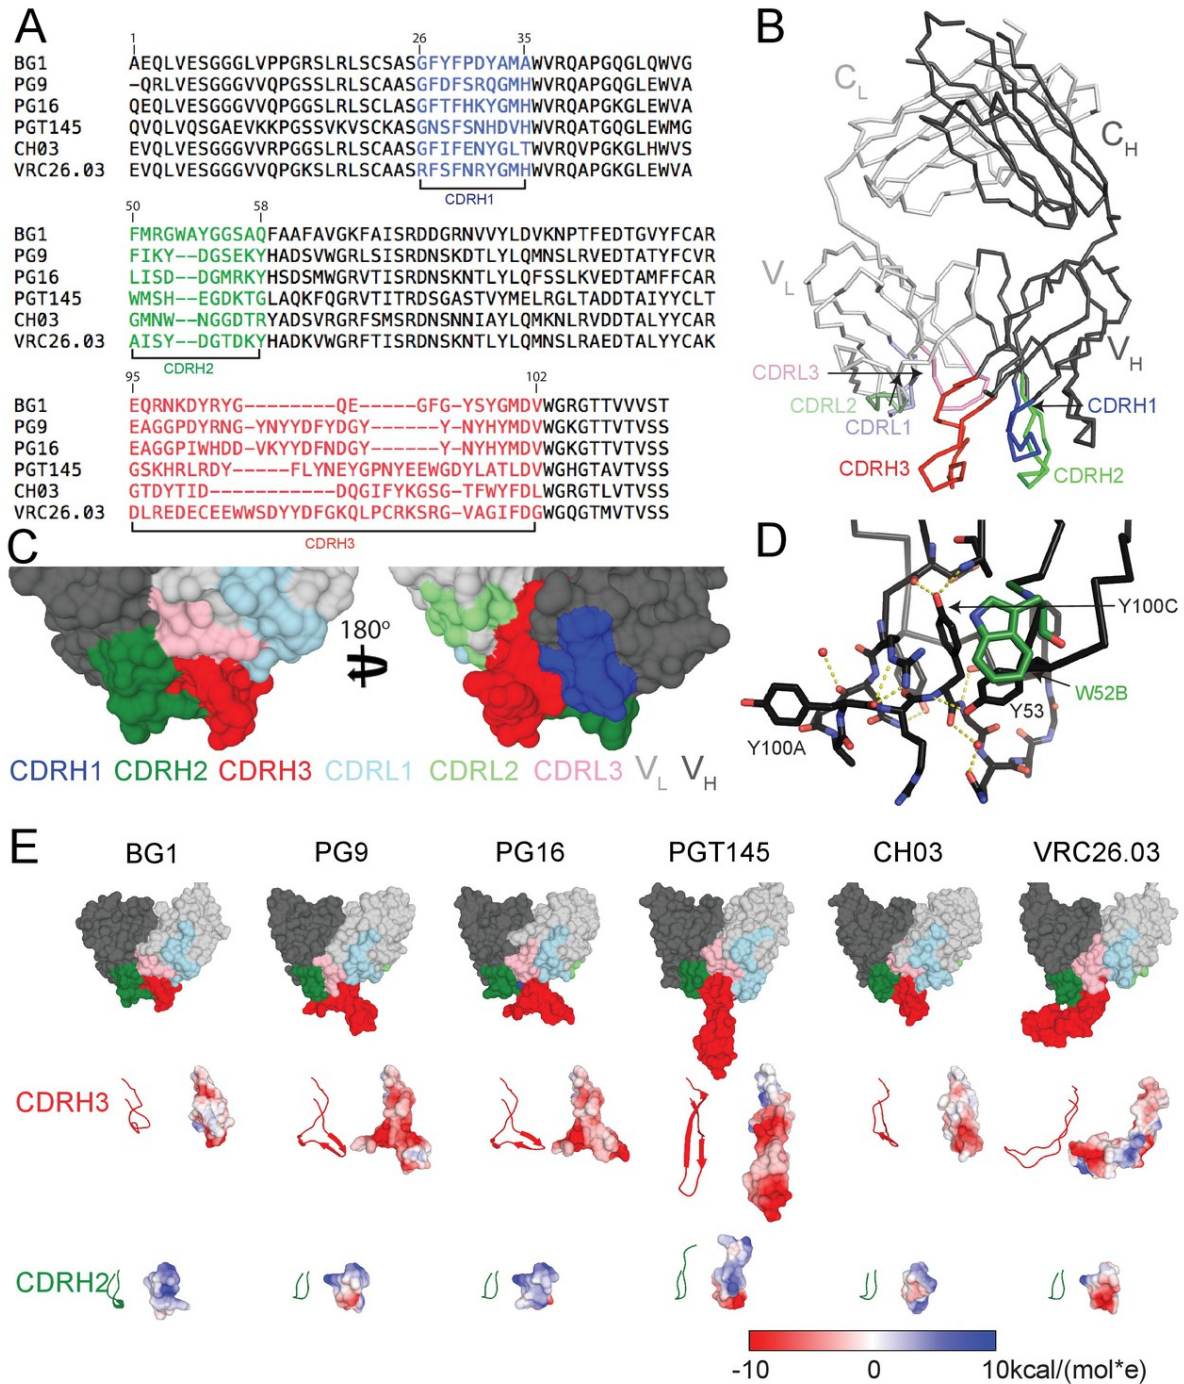 A
1 26 35
BG1 AEQLVESGGGLVPPGRSLRLSCSASGFYFPDYAMAWVRQAPGQGLQWVG
PG9 -QRLVESGGGVVQPGSSLRLSCAASGFDFSRQGMHWVRQAPGQGLEWVA
PG16 QEQLVESGGGVVQPGGSLRLSCLASGFTFHKYGMHWVRQAPGKGLEWVA
PGT145 QVQLVQSGAEVKKPGSSVKVSCKASGNSFSNHDVHWVRQATGQGLEWMG
CH03 EVQLVESGGGVVQPGGSLRLSCAASGFIFENYGLTWVRQVPGKGLHWVS
VRC26.03 EVQLVESGGGVVQPGKSLRLSCAASRFSFNRYGMHWVRQAPGKGLEWVA
CDRH1
50 58
BG1 FMRGWAYGGSAQFAAFAVGKFAISRDDGRNVVYLDVKNPTFEDTGVYFCAR
PG9 FIKY--DGSEKYHADSVWGRLSISRDNSKDTLYLQMNSLRVEDTATYFCVR
PG16 LISD--DGMRKYHSDSMWGRVTISRDNSKNTLYLQFSSLKVEDTAMFFCAR
PGT145 WMSH--EGDKTGLAQKFQGRVTITRDSGASTVYMELRGLTADDTAIYYCLT
CH03 GMNW--NGGDTRYADSVRGRFSMSRDNSNNIAYLQMKNLRVDDTALYYCAR
VRC26.03 AISY--DGTDKYHADKVWGRFTISRDNSKNTLYLQMNSLRAEDTALYYCAK
CDRH2
95 102
BG1 EQRNKDYRYG---------QE------GFG-YSYGMDVWGRGTTVVVST
PG9 EAGGPDYRNG-YNYYDFYDGY------Y-NYHYMDVWGKGTTVTVSS
PG16 EAGGPIWHDD-VKYYDFNDGY------Y-NYHYMDVWGKGTTVTVSS
PGT145 GSKHRLRDY-----FLYNEYGPNYEEWGDYLATLDVWGHGTAVTVSS
CH03 GTDYTID-----------DQGIFYKGSG-TFWYFDLWGRGTLVTVSS
VRC26.03 DLREDECEEWWSDYYDFGKQLPCRKSRG-VAGIFDGWGQGTMVTVSS
CDRH3
B
CL
CH
VL
VH
CDRL3
CDRL2
CDRL1
CDRH1
CDRH3
CDRH2
C
180º
CDRH1 CDRH2 CDRH3 CDRL1 CDRL2 CDRL3 VL VH
D
Y100C
W52B
Y53
Y100A
E
BG1 PG9 PG16 PGT145 CH03 VRC26.03
CDRH3
CDRH2
-10 0 10kcal/(mol*e)